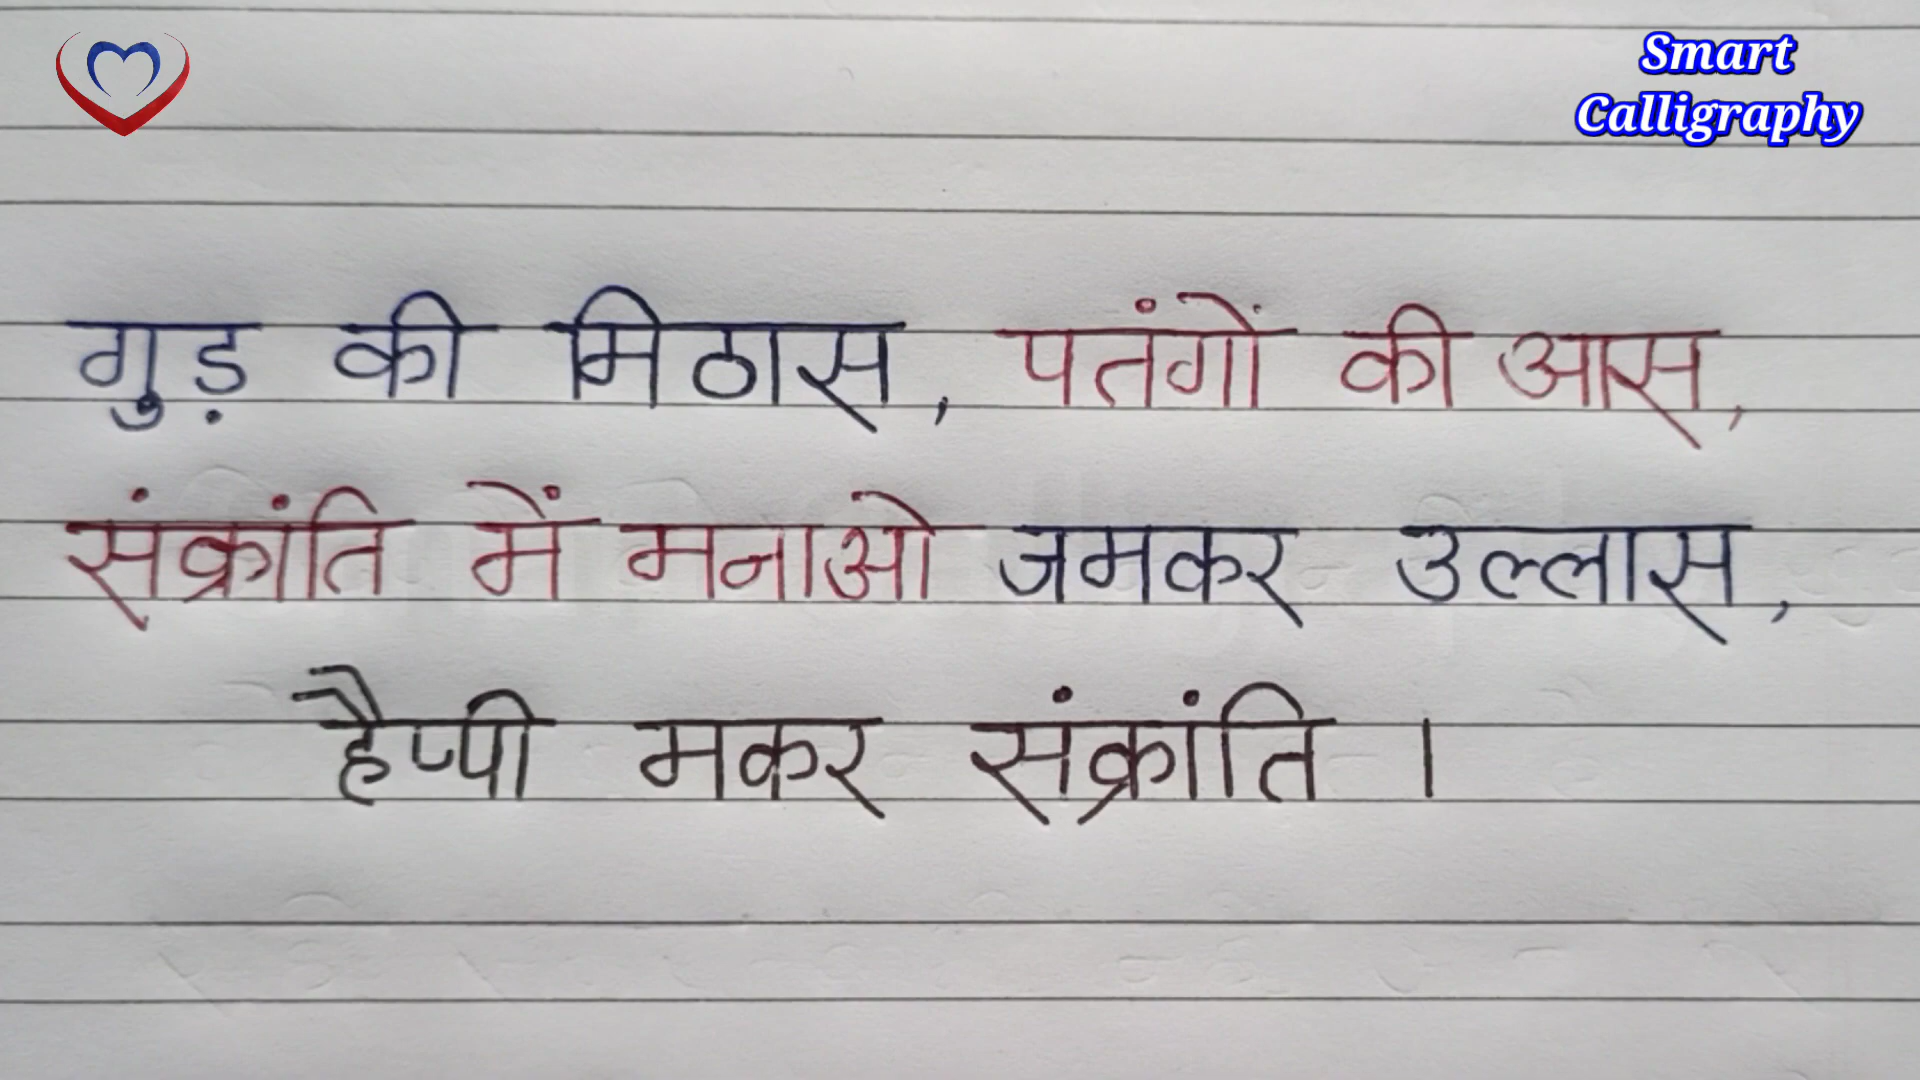 Smart
Calligraphy
गुड़ की मिठास, पतंगों की आस,
संक्रांति में मनाओ जमकर उल्लास,
हैप्पी मकर संक्रांति ।